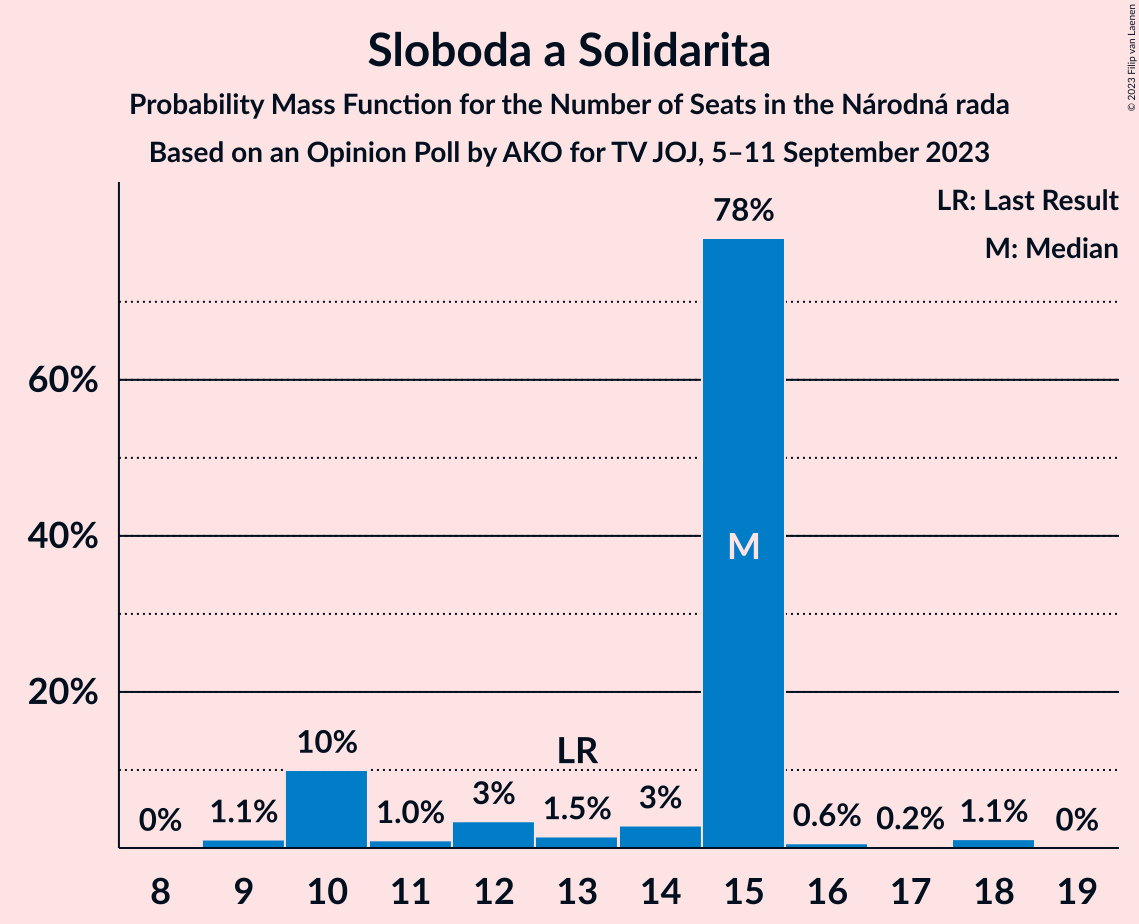 Sloboda a Solidarita
Probability Mass Function for the Number of Seats in the Národná rada
Based on an Opinion Poll by AKO for TV JOJ, 5–11 September 2023
© 2023 Filip van Laenen
LR: Last Result
M: Median
60%
40%
20%
0%
1.1%
10%
1.0%
3%
LR
1.5%
3%
78%
M
0.6%
0.2%
1.1%
0%
8 9 10 11 12 13 14 15 16 17 18 19